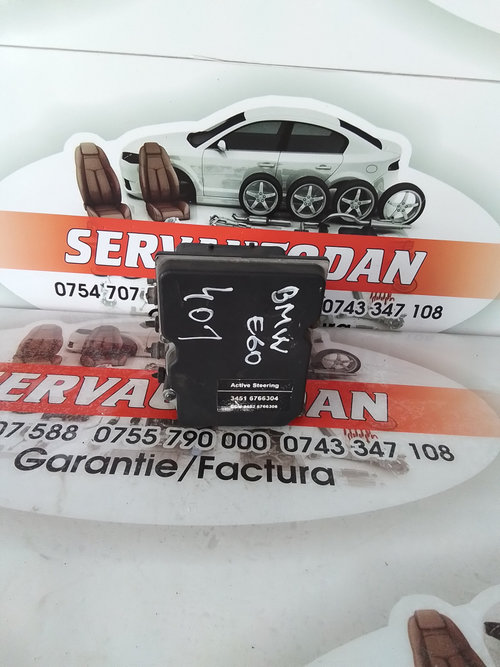 SERVAUTODAN
0754 707
0743 347 108
BMW
E60
407
Active Steering
3451 6766304
6766306
SERVAUTODAN
07 588 0755 790 000 0743 347 108
Garantie/Factura